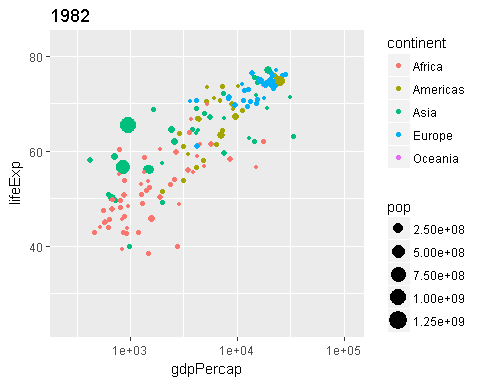 1982
lifeExp
80
60
40
1e+03
1e+04
1e+05
gdpPercap
continent
Africa
Americas
Asia
Europe
Oceania
pop
2.50e+08
5.00e+08
7.50e+08
1.00e+09
1.25e+09